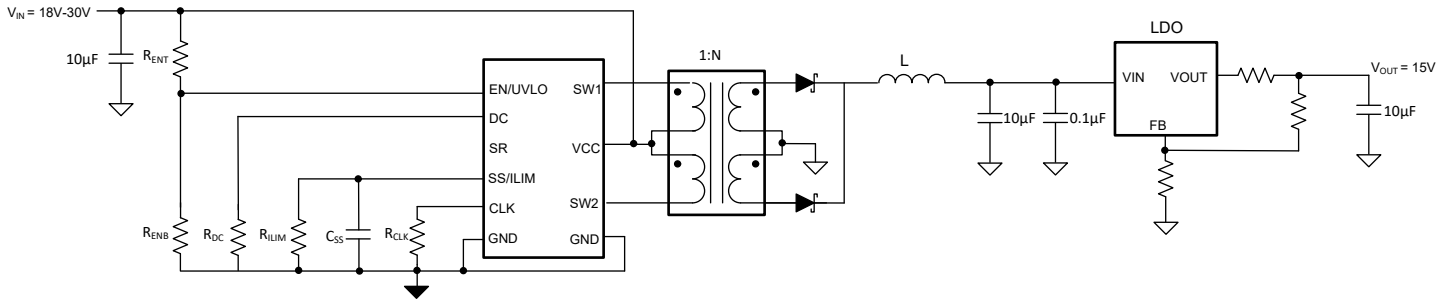 V_IN = 18V-30V
10µF
R_ENT
R_ENB
R_DC
R_ILIM
C_SS
R_CLK
EN/UVLO
DC
SR
SS/ILIM
CLK
GND
SW1
VCC
SW2
GND
1:N
L
10µF
0.1µF
LDO
VIN
VOUT
FB
V_OUT = 15V
10µF